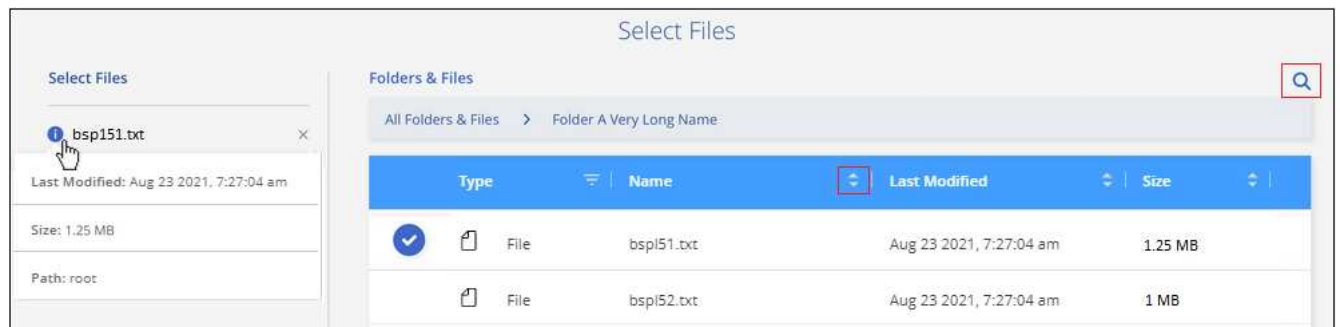 Select Files
Select Files
bsp151.txt
Last Modified: Aug 23 2021, 7:27:04 am
Size: 1.25 MB
Path: root
Folders & Files
All Folders & Files > Folder A Very Long Name
Type Name Last Modified Size
File bspl51.txt Aug 23 2021, 7:27:04 am 1.25 MB
File bspl52.txt Aug 23 2021, 7:27:04 am 1 MB